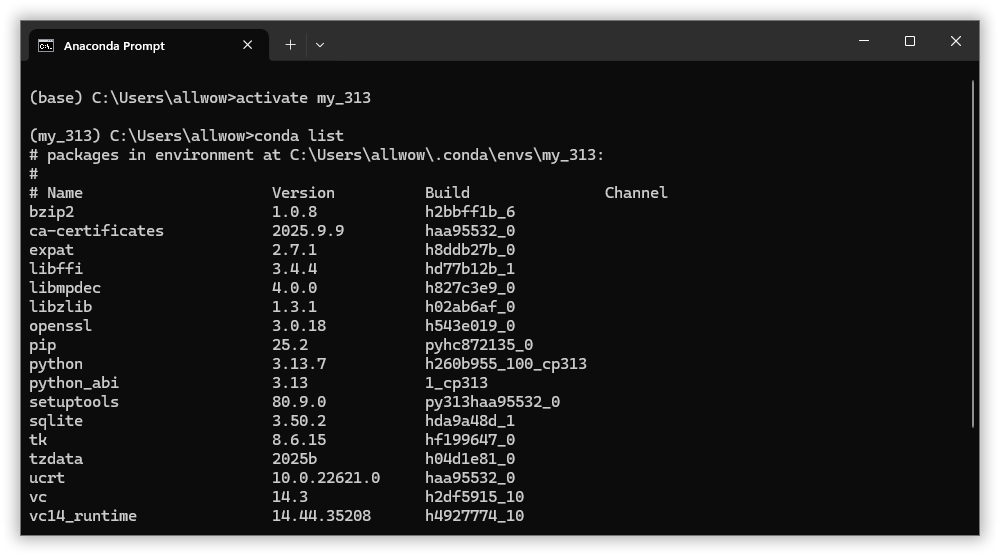 Anaconda Prompt
(base) C:\Users\allwow>activate my_313
(my_313) C:\Users\allwow>conda list
# packages in environment at C:\Users\allwow\.conda\envs\my_313:
#
# Name                     Version          Build               Channel
bzip2                      1.0.8            h2bbff1b_6
ca-certificates            2025.9.9         haa95532_0
expat                      2.7.1            h8ddb27b_0
libffi                     3.4.4            hd77b12b_1
libmpdec                   4.0.0            h827c3e9_0
libzlib                    1.3.1            h02ab6af_0
openssl                    3.0.18           h543e019_0
pip                        25.2             pyhc872135_0
python                     3.13.7           h260b955_100_cp313
python_abi                 3.13             1_cp313
setuptools                 80.9.0           py313haa95532_0
sqlite                     3.50.2           hda9a48d_1
tk                         8.6.15           hf199647_0
tzdata                     2025b            h04d1e81_0
ucrt                       10.0.22621.0     haa95532_0
vc                         14.3             h2df5915_10
vc14_runtime               14.44.35208      h4927774_10